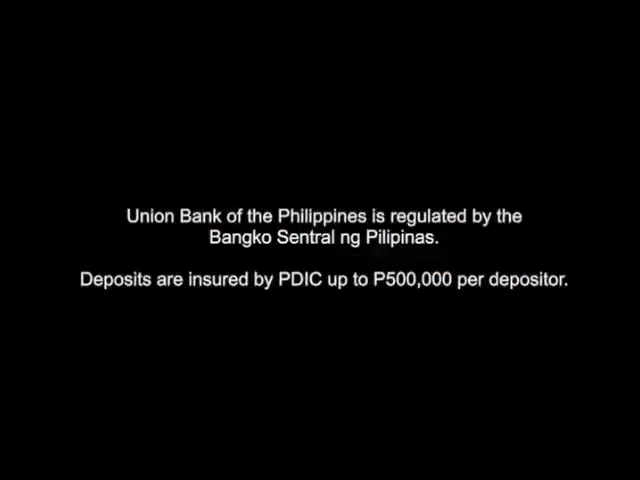 Union Bank of the Philippines is regulated by the
Bangko Sentral ng Pilipinas.
Deposits are insured by PDIC up to P500,000 per depositor.